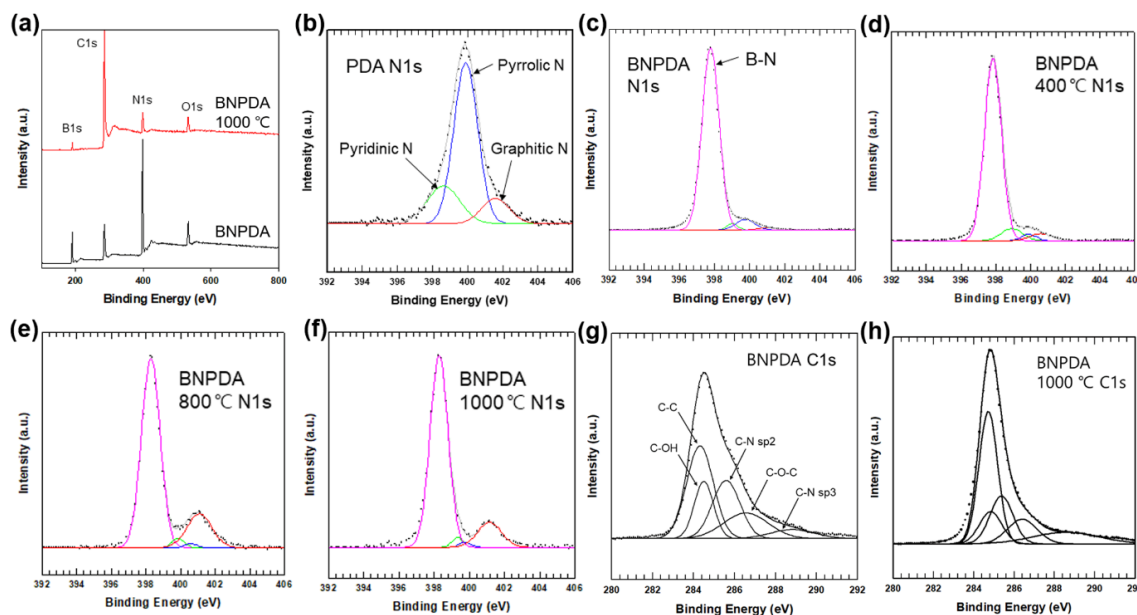 (a)
C1s
N1s
O1s
B1s
BNPDA
1000 ℃
BNPDA
Intensity (a.u.)
200 400 600 800
Binding Energy (eV)
(b)
PDA N1s
Pyrrolic N
Pyridinic N
Graphitic N
Intensity (a.u.)
392 394 396 398 400 402 404 406
Binding Energy (eV)
(c)
BNPDA
N1s
B-N
Intensity (a.u.)
392 394 396 398 400 402 404 406
Binding Energy (eV)
(d)
BNPDA
400 ℃ N1s
Intensity (a.u.)
392 394 396 398 400 402 404 406
Binding Energy (eV)
(e)
BNPDA
800 ℃ N1s
Intensity (a.u.)
392 394 396 398 400 402 404 406
Binding Energy (eV)
(f)
BNPDA
1000 ℃ N1s
Intensity (a.u.)
392 394 396 398 400 402 404 406
Binding Energy (eV)
(g)
BNPDA C1s
C-C
C-OH
C-N sp2
C-O-C
C-N sp3
Intensity (a.u.)
280 282 284 286 288 290 292
Binding Energy (eV)
(h)
BNPDA
1000 ℃ C1s
Intensity (a.u.)
280 282 284 286 288 290 292
Binding Energy (eV)